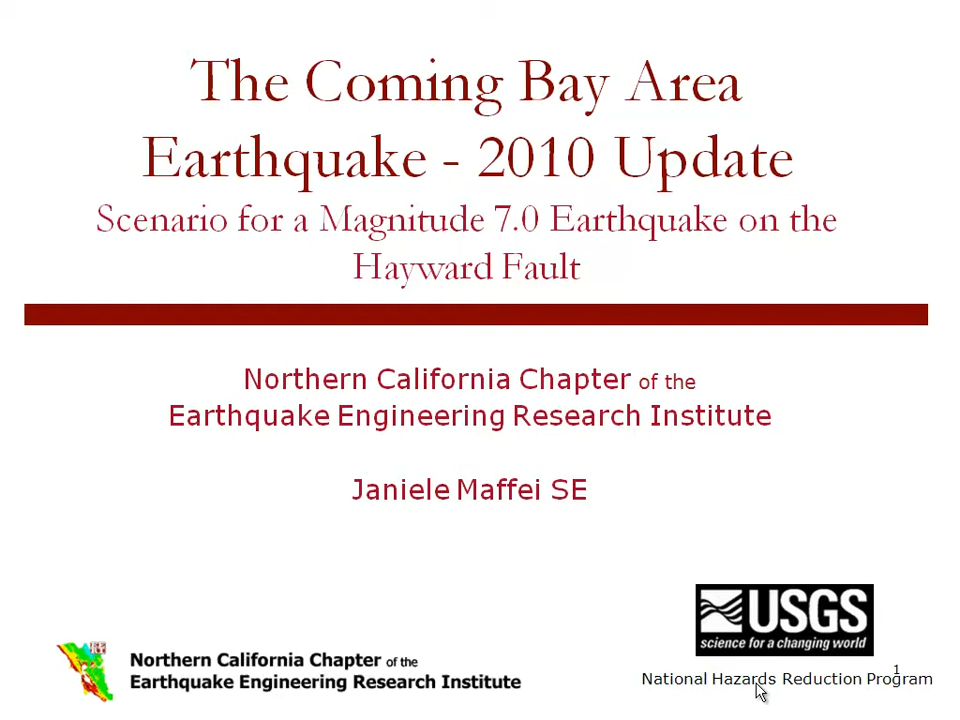 The Coming Bay Area
Earthquake - 2010 Update
Scenario for a Magnitude 7.0 Earthquake on the
Hayward Fault
Northern California Chapter of the
Earthquake Engineering Research Institute
Janiele Maffei SE
USGS
science for a changing world
Northern California Chapter of the
Earthquake Engineering Research Institute
1
National Hazards Reduction Program